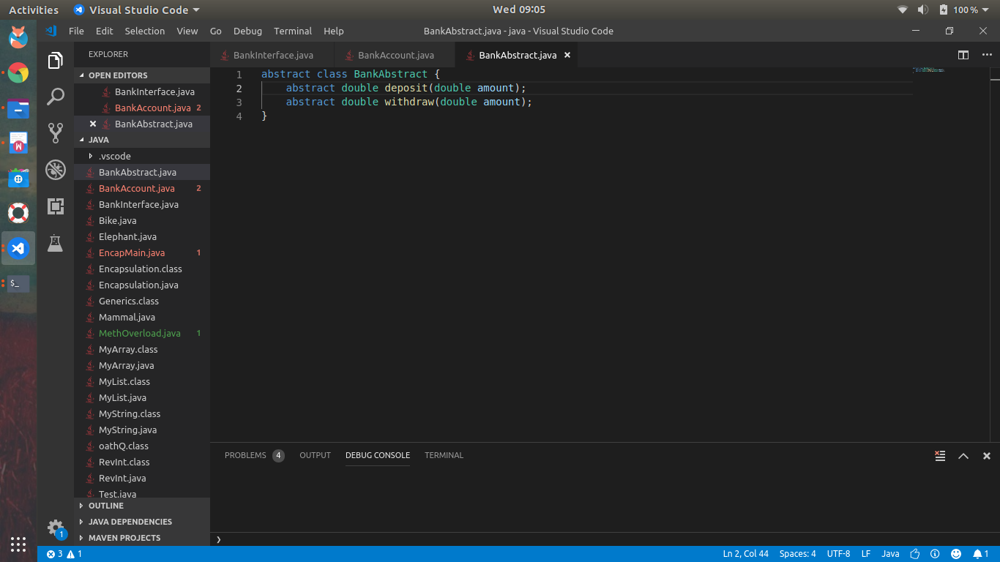 Activities Visual Studio Code Wed 09:05 100%
File Edit Selection View Go Debug Terminal Help BankAbstract.java - java - Visual Studio Code
EXPLORER
OPEN EDITORS
BankInterface.java
BankAccount.java 2
BankAbstract.java
JAVA
.vscode
BankAbstract.java
BankAccount.java 2
BankInterface.java
Bike.java
Elephant.java
EncapMain.java 1
Encapsulation.class
Encapsulation.java
Generics.class
Mammal.java
MethOverload.java 1
MyArray.class
MyArray.java
MyList.class
MyList.java
MyString.class
MyString.java
oathQ.class
RevInt.class
RevInt.java
Test.java
OUTLINE
JAVA DEPENDENCIES
MAVEN PROJECTS
BankInterface.java BankAccount.java BankAbstract.java
1 abstract class BankAbstract {
2 abstract double deposit(double amount);
3 abstract double withdraw(double amount);
4 }
PROBLEMS 4 OUTPUT DEBUG CONSOLE TERMINAL
W
$_
1
3 1 Ln 2, Col 44 Spaces: 4 UTF-8 LF Java 1